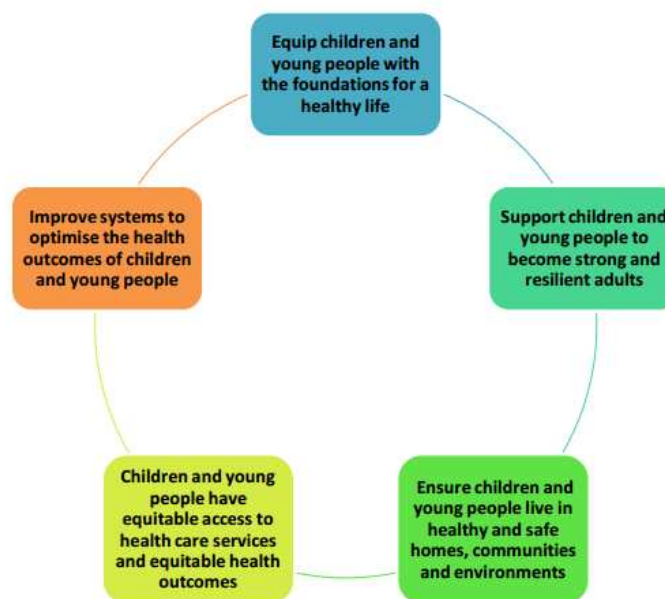 Equip children and
young people with
the foundations for a
healthy life
Support children and
young people to
become strong and
resilient adults
Ensure children and
young people live in
healthy and safe
homes, communities
and environments
Children and young
people have
equitable access to
health care services
and equitable health
outcomes
Improve systems to
optimise the health
outcomes of children
and young people